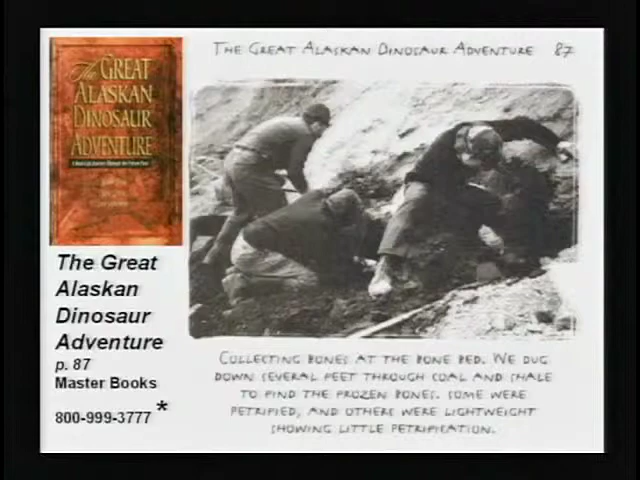 The Great Alaskan Dinosaur Adventure 87
The GREAT
ALASKAN
DINOSAUR
ADVENTURE
The Great
Alaskan
Dinosaur
Adventure
p. 87
Master Books
800-999-3777*
Collecting bones at the bone bed. We dug
down several feet through coal and shale
to find the frozen bones. Some were
petrified, and others were lightweight
showing little petrification.